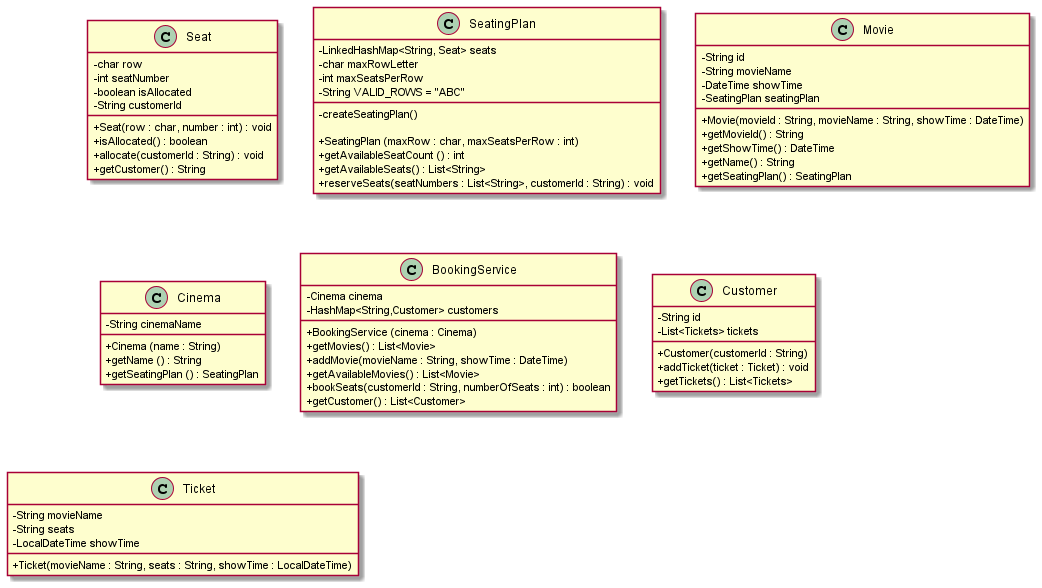 C Seat
-char row
-int seatNumber
-boolean isAllocated
-String customerId
+Seat(row : char, number : int) : void
+isAllocated() : boolean
+allocate(customerId : String) : void
+getCustomer() : String
C SeatingPlan
-LinkedHashMap<String, Seat> seats
-char maxRowLetter
-int maxSeatsPerRow
-String VALID_ROWS = "ABC"
-createSeatingPlan()
+SeatingPlan (maxRow : char, maxSeatsPerRow : int)
+getAvailableSeatCount () : int
+getAvailableSeats() : List<String>
+reserveSeats(seatNumbers : List<String>, customerId : String) : void
C Movie
-String id
-String movieName
-DateTime showTime
-SeatingPlan seatingPlan
+Movie(movieId : String, movieName : String, showTime : DateTime)
+getMovieId() : String
+getShowTime() : DateTime
+getName() : String
+getSeatingPlan() : SeatingPlan
C Cinema
-String cinemaName
+Cinema (name : String)
+getName () : String
+getSeatingPlan () : SeatingPlan
C BookingService
-Cinema cinema
-HashMap<String,Customer> customers
+BookingService (cinema : Cinema)
+getMovies() : List<Movie>
+addMovie(movieName : String, showTime : DateTime)
+getAvailableMovies() : List<Movie>
+bookSeats(customerId : String, numberOfSeats : int) : boolean
+getCustomer() : List<Customer>
C Customer
-String id
-List<Tickets> tickets
+Customer(customerId : String)
+addTicket(ticket : Ticket) : void
+getTickets() : List<Tickets>
C Ticket
-String movieName
-String seats
-LocalDateTime showTime
+Ticket(movieName : String, seats : String, showTime : LocalDateTime)